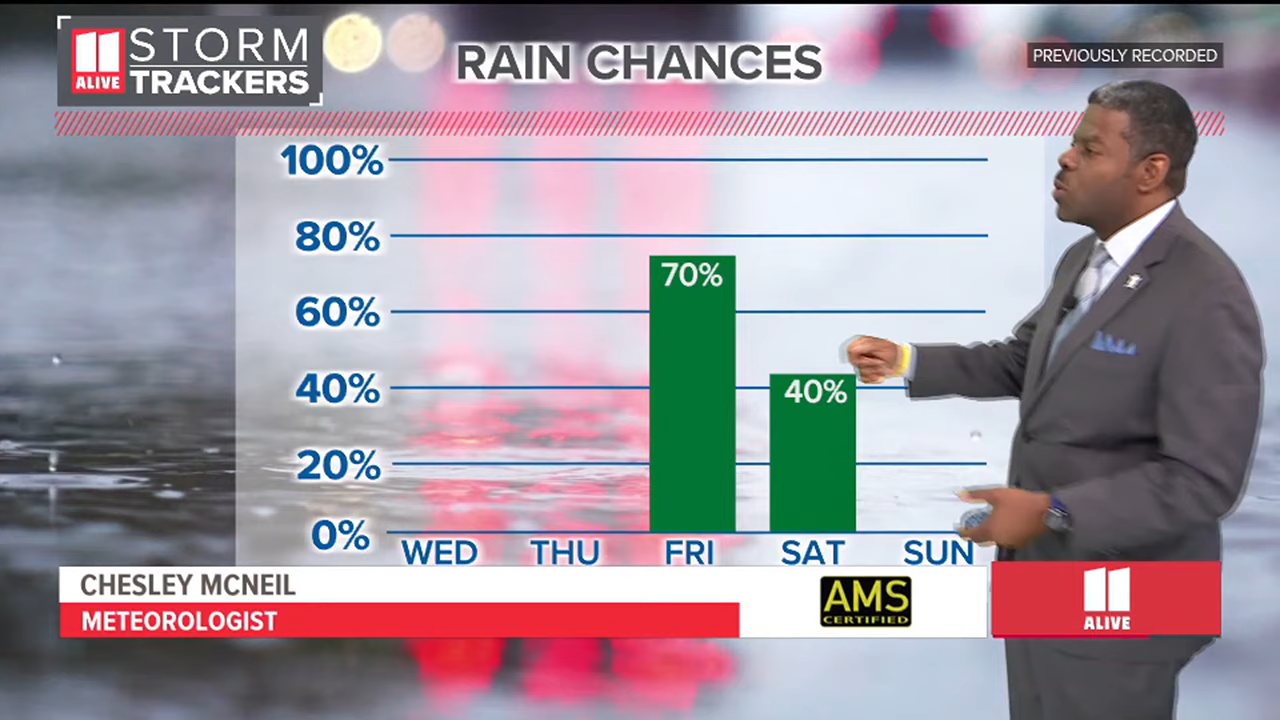 11 ALIVE
STORM
TRACKERS
RAIN CHANCES
PREVIOUSLY RECORDED
100%
80%
70%
60%
40%
40%
20%
0%
WED THU FRI SAT SUN
CHESLEY MCNEIL
METEOROLOGIST
AMS
CERTIFIED
11
ALIVE